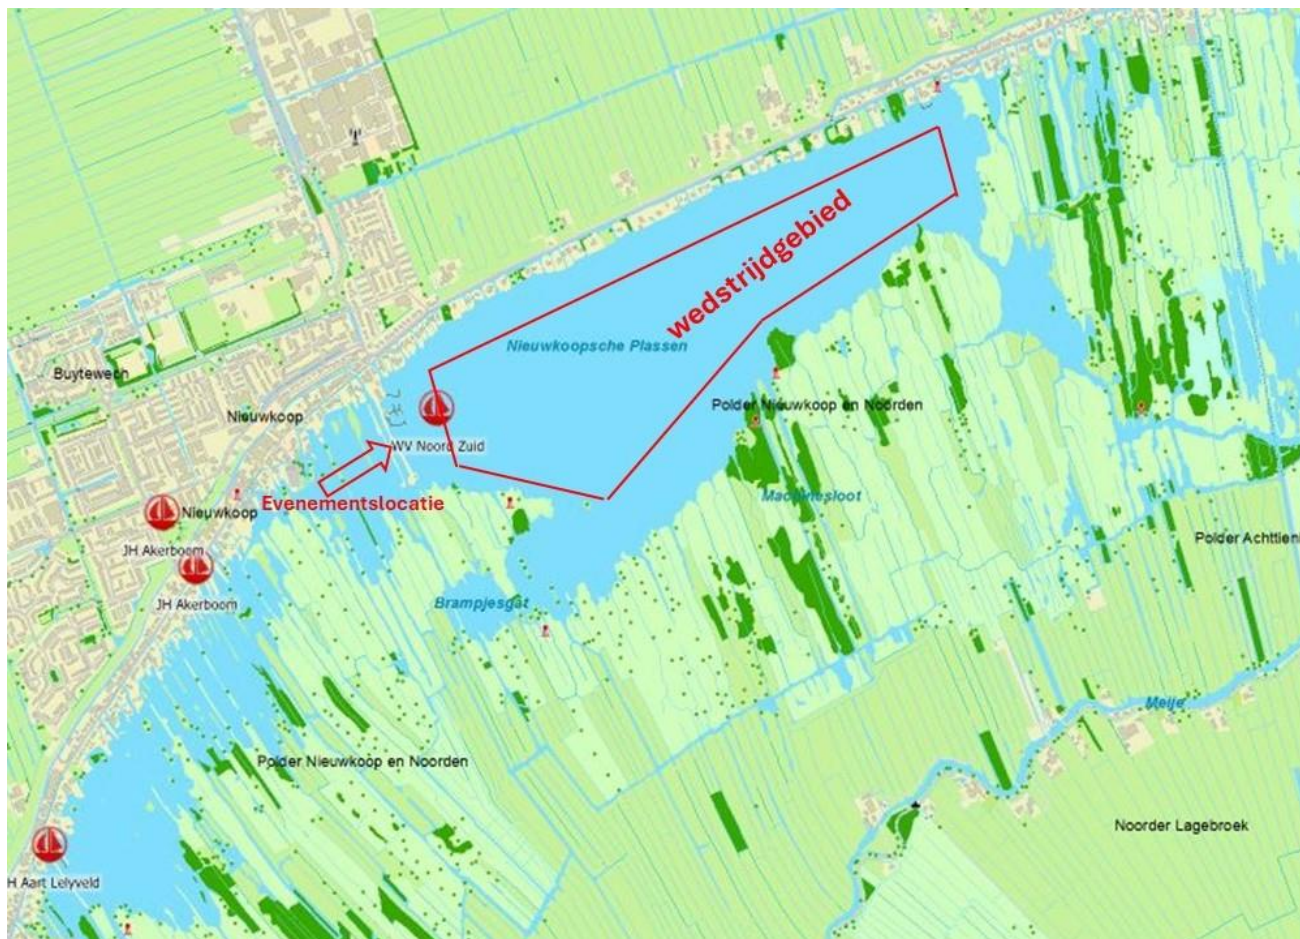 wedstrijdgebied
Nieuwkoopsche Plassen
Buytewech
Nieuwkoop
Polder Nieuwkoop en Noorden
WV Noord Zuid
Evenementslocatie
Machinesloot
Nieuwkoop
Polder Achttien
JH Akerboom
JH Akerboom
Brampjesgat
Meije
Polder Nieuwkoop en Noorden
Noorder Lagebroek
H Aart Lelyveld